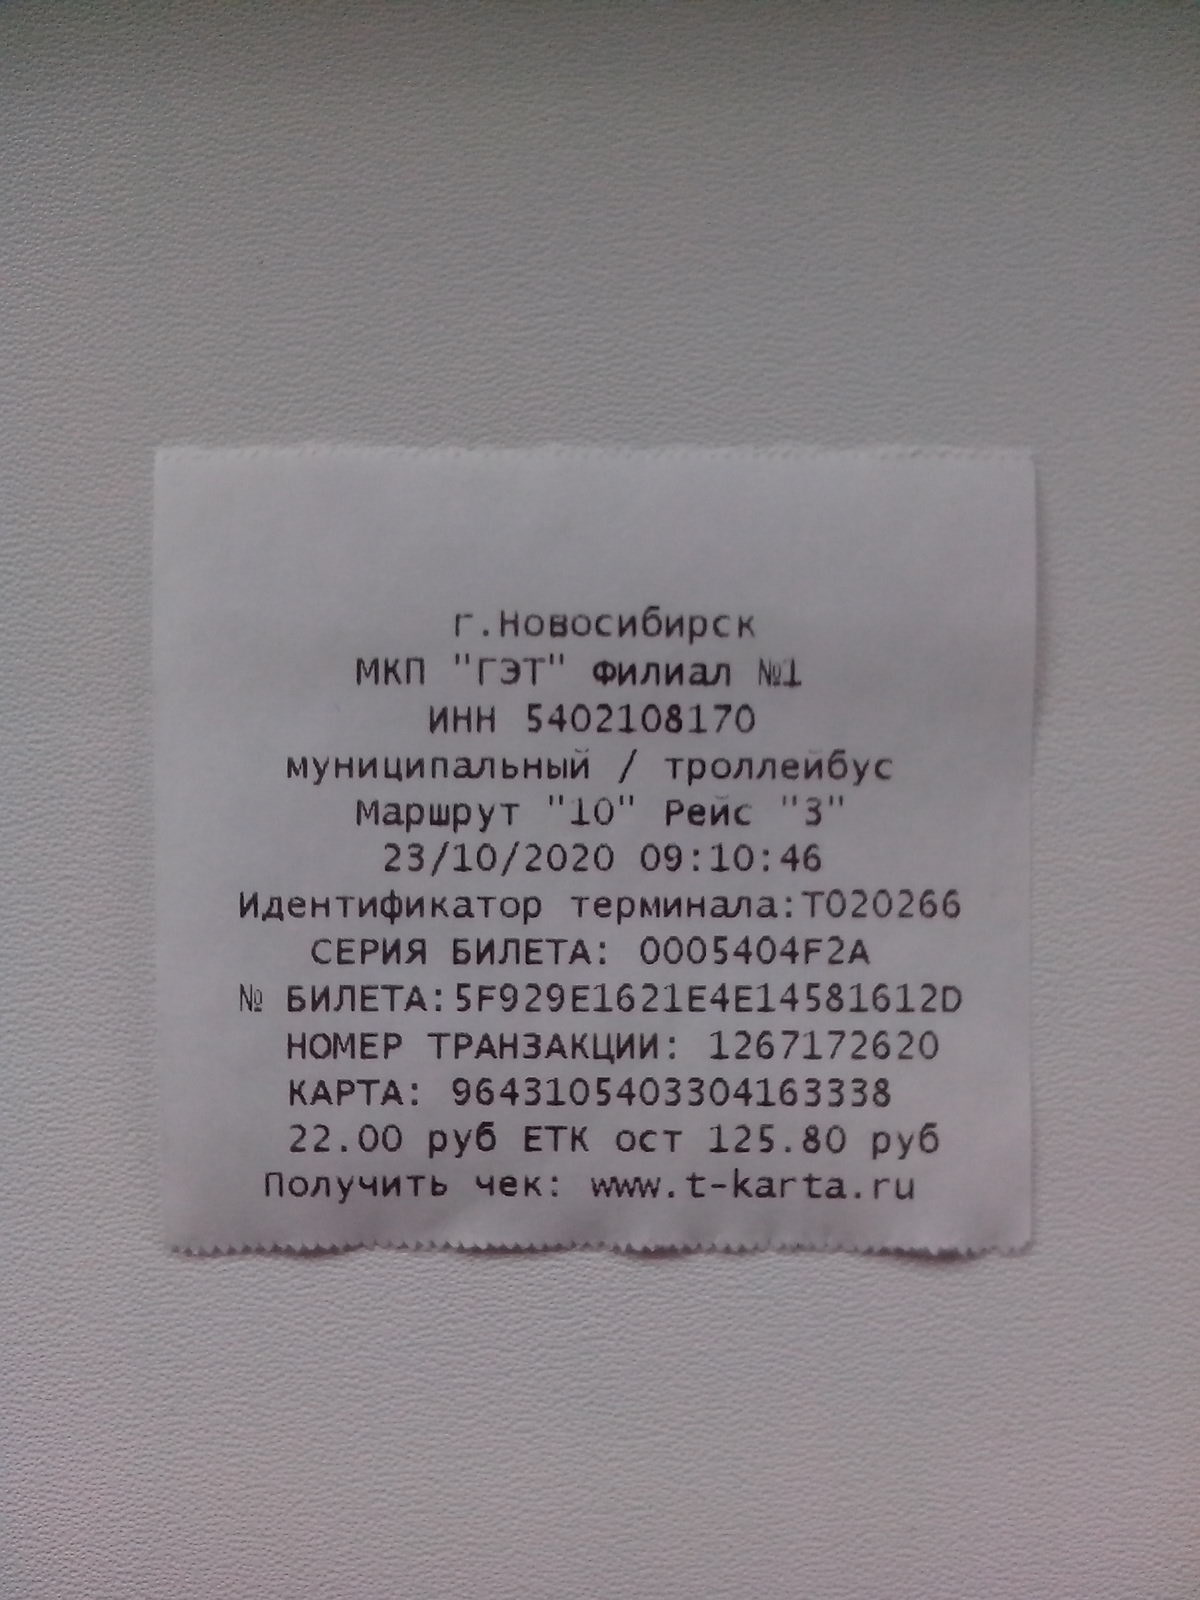 г.Новосибирск
МКП "ГЭТ" Филиал №1
ИНН 5402108170
муниципальный / троллейбус
Маршрут "10" Рейс "3"
23/10/2020 09:10:46
Идентификатор терминала:T020266
СЕРИЯ БИЛЕТА: 0005404F2A
№ БИЛЕТА:5F929E1621E4E14581612D
НОМЕР ТРАНЗАКЦИИ: 1267172620
КАРТА: 9643105403304163338
22.00 руб ЕТК ост 125.80 руб
Получить чек: www.t-karta.ru